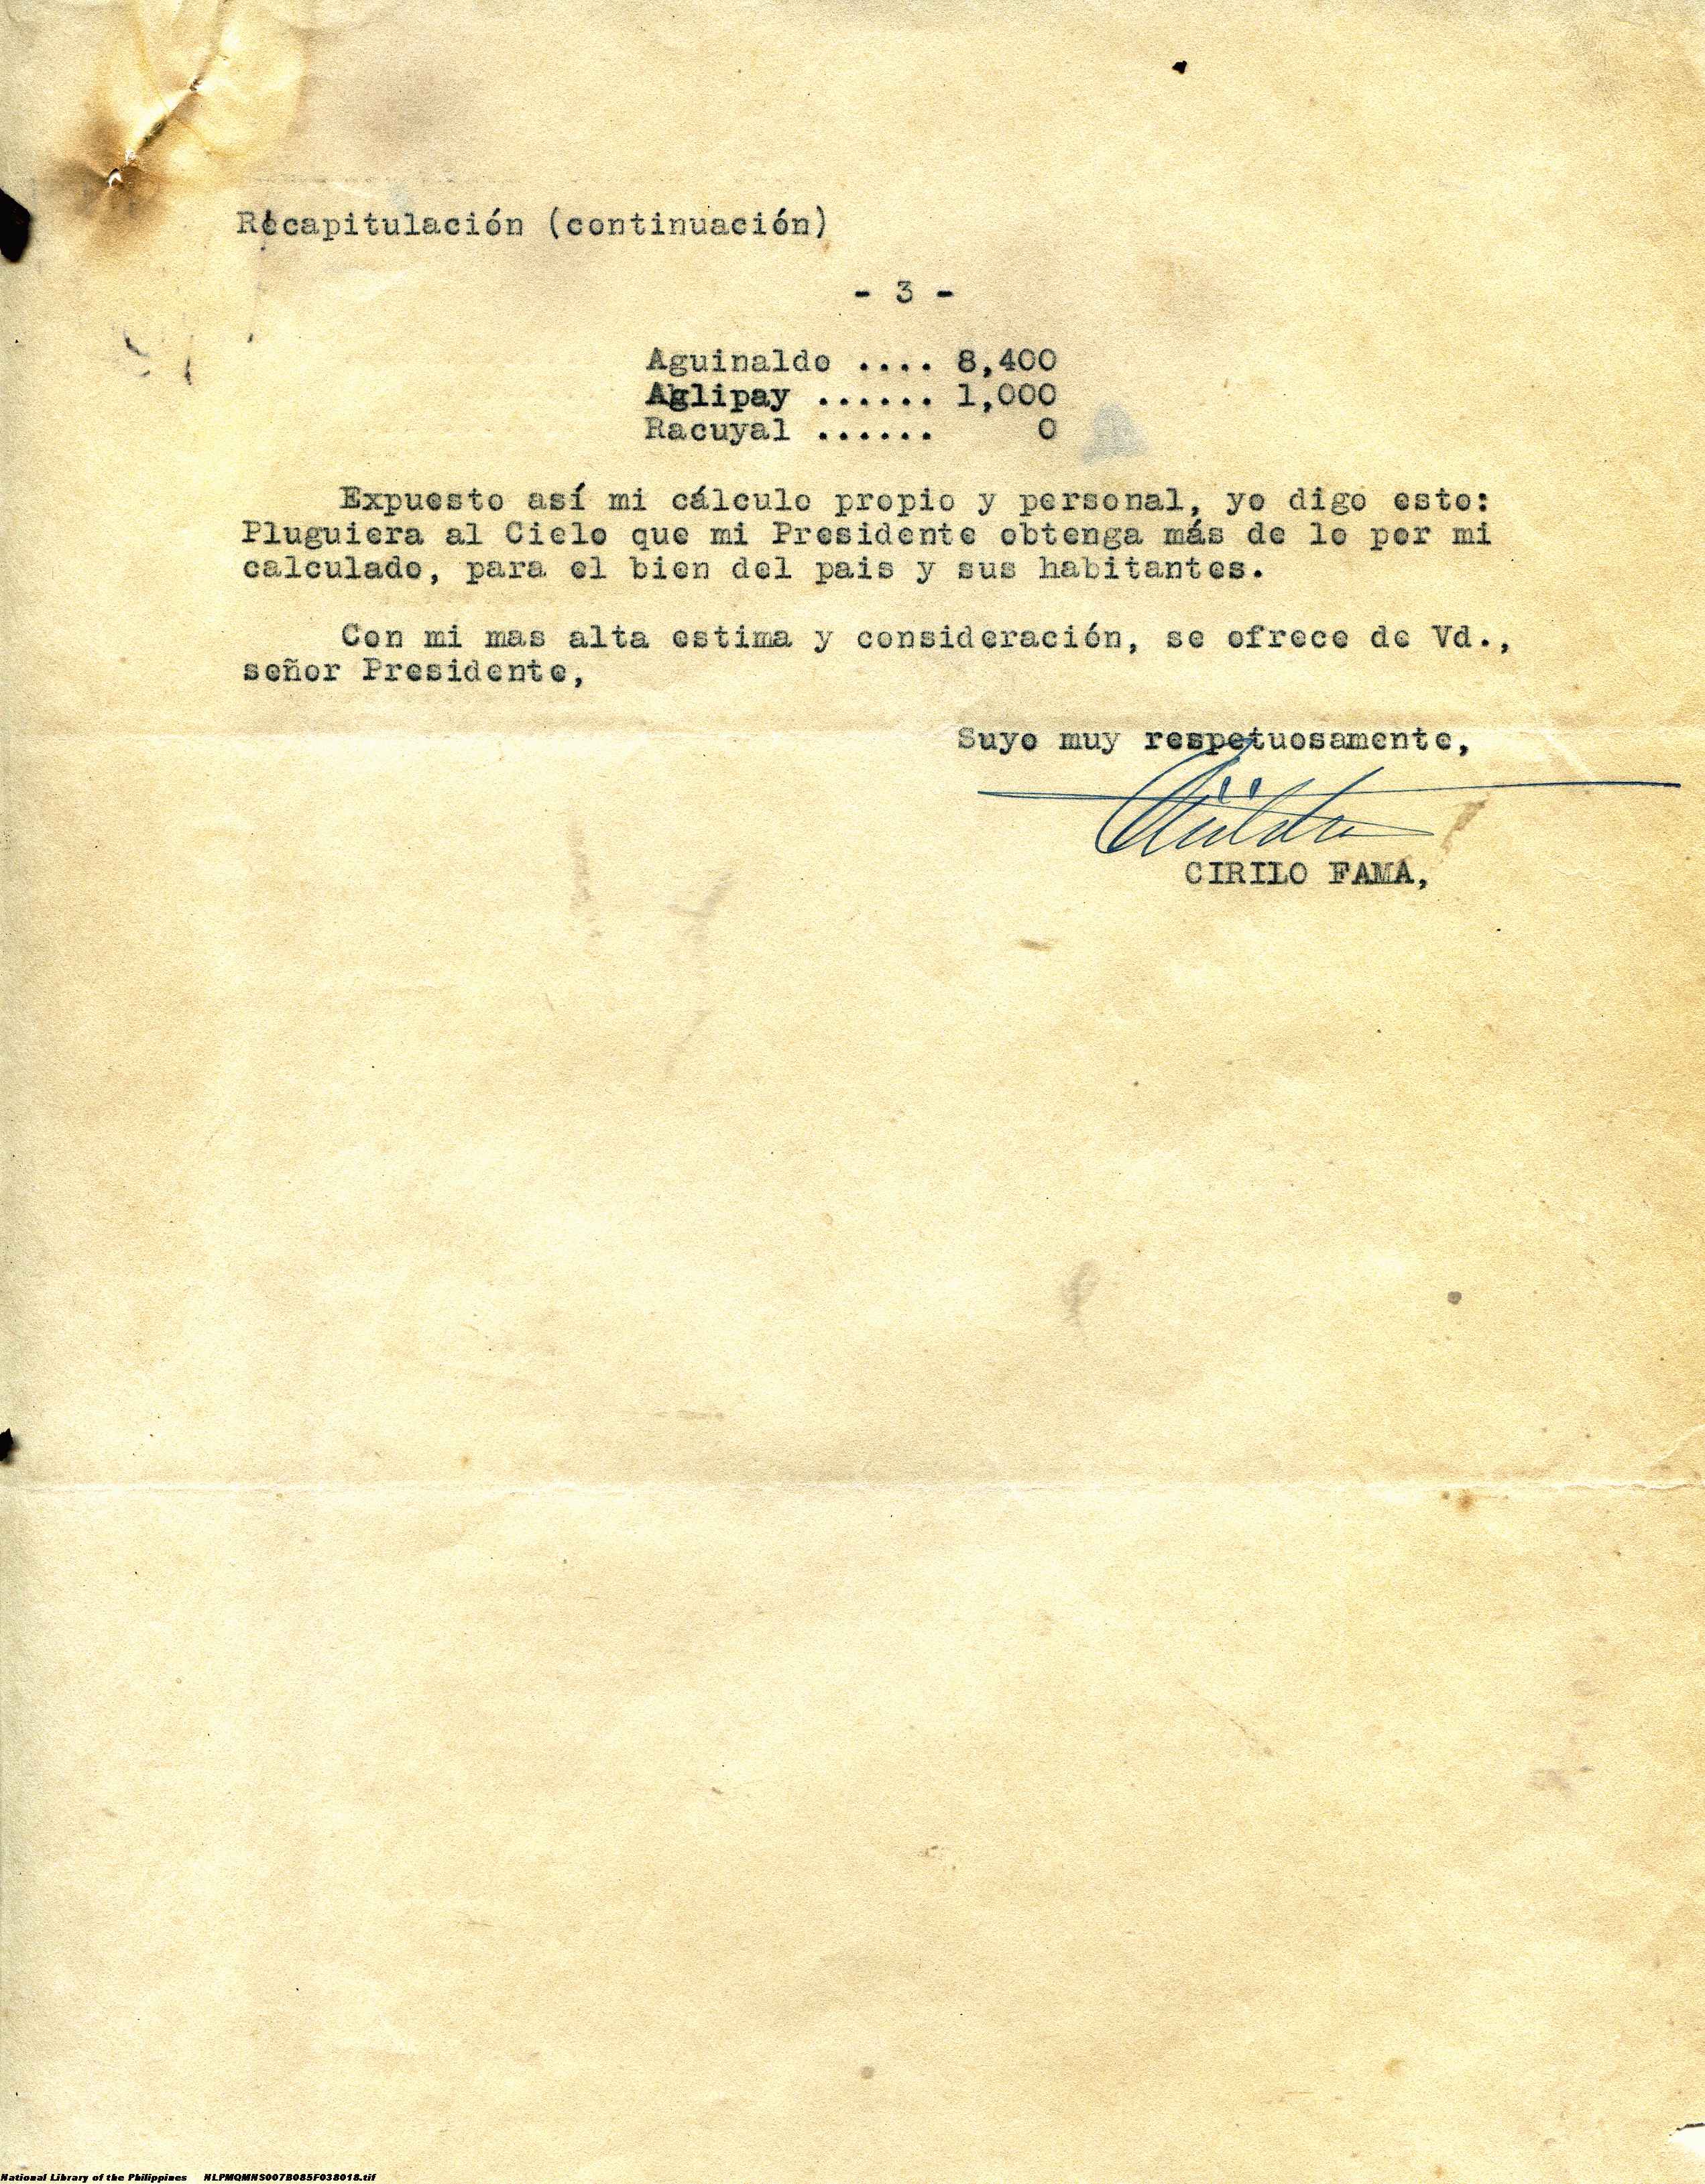 Recapitulación (continuación)
- 3 -
Aguinaldo .... 8,400
Aglipay ...... 1,000
Racuyal ...... 0
Expuesto así mi cálculo propio y personal, yo digo esto:
Pluguiera al Cielo que mi Presidente obtenga más de lo por mi
calculado, para el bien del pais y sus habitantes.
Con mi mas alta estima y consideración, se ofrece de Vd.,
señor Presidente,
Suyo muy respetuosamente,
CIRILO FAMA,
National Library of the Philippines NLPMQMNS007B085F038018.tif